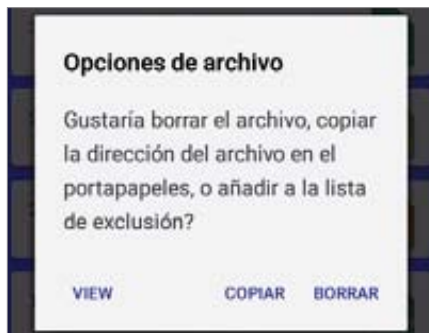 Opciones de archivo
Gustaría borrar el archivo, copiar
la dirección del archivo en el
portapapeles, o añadir a la lista
de exclusión?
VIEW COPIAR BORRAR